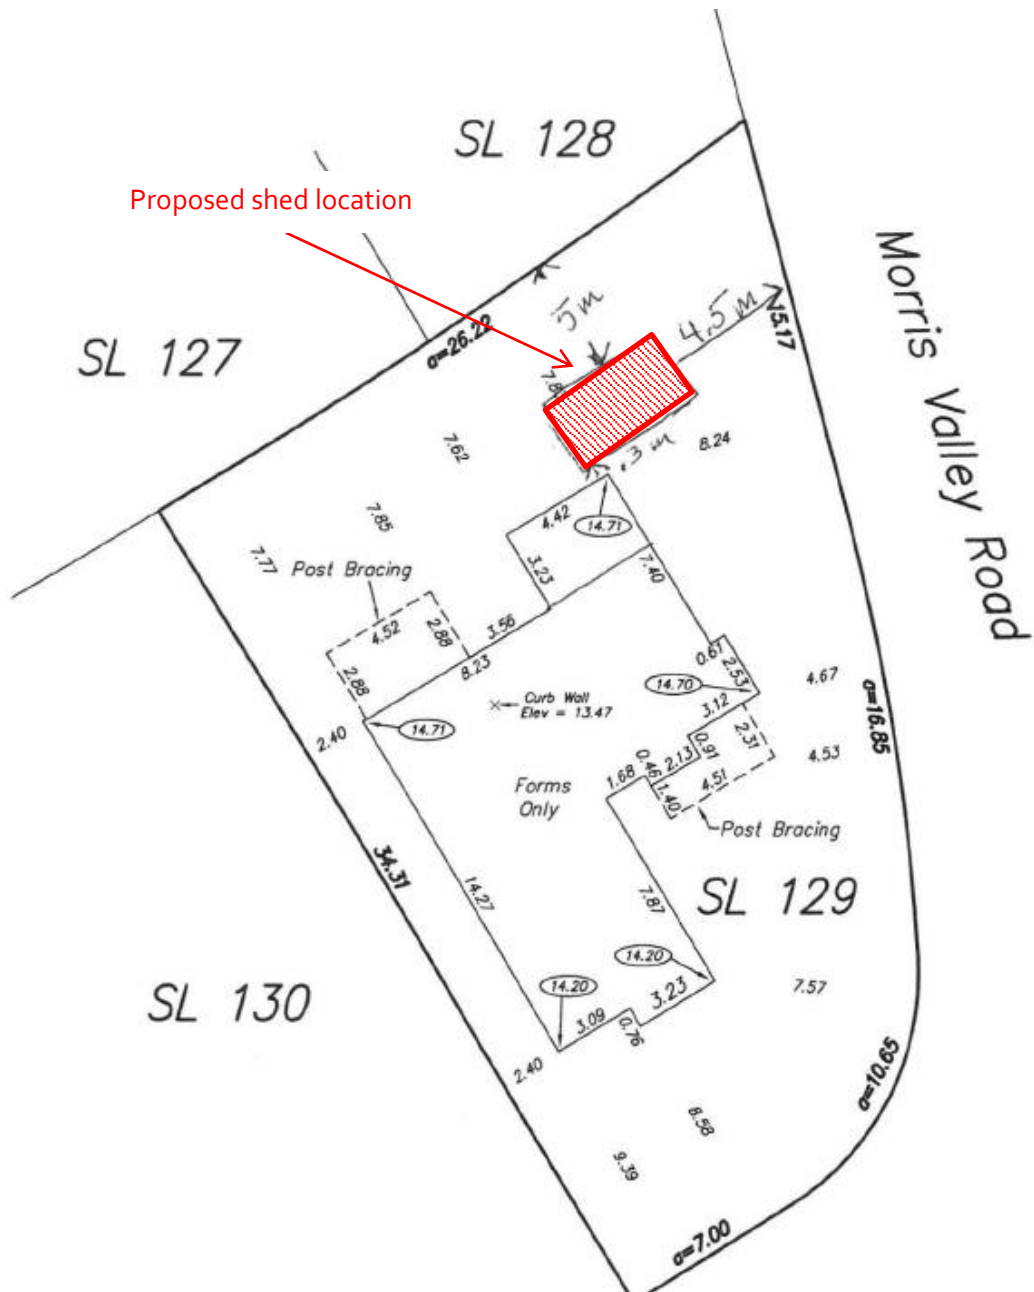 SL 128
Proposed shed location
Morris Valley Road
5 m
4.5 m
15.17
a=26.22
SL 127
7.62
.3 m
8.24
4.42
14.71
7.85
7.77
Post Bracing
3.23
7.40
4.52
2.88
3.56
8.23
2.88
0.67
2.53
14.70
4.67
a=16.85
Curb Wall
Elev = 13.47
3.12
14.71
2.40
2.31
0.91
2.13
0.46
4.53
1.68
4.51
1.40
Forms
Only
Post Bracing
34.31
14.27
7.87
SL 129
14.20
14.20
3.23
7.57
SL 130
3.09
0.76
2.40
a=10.65
8.58
9.39
a=7.00